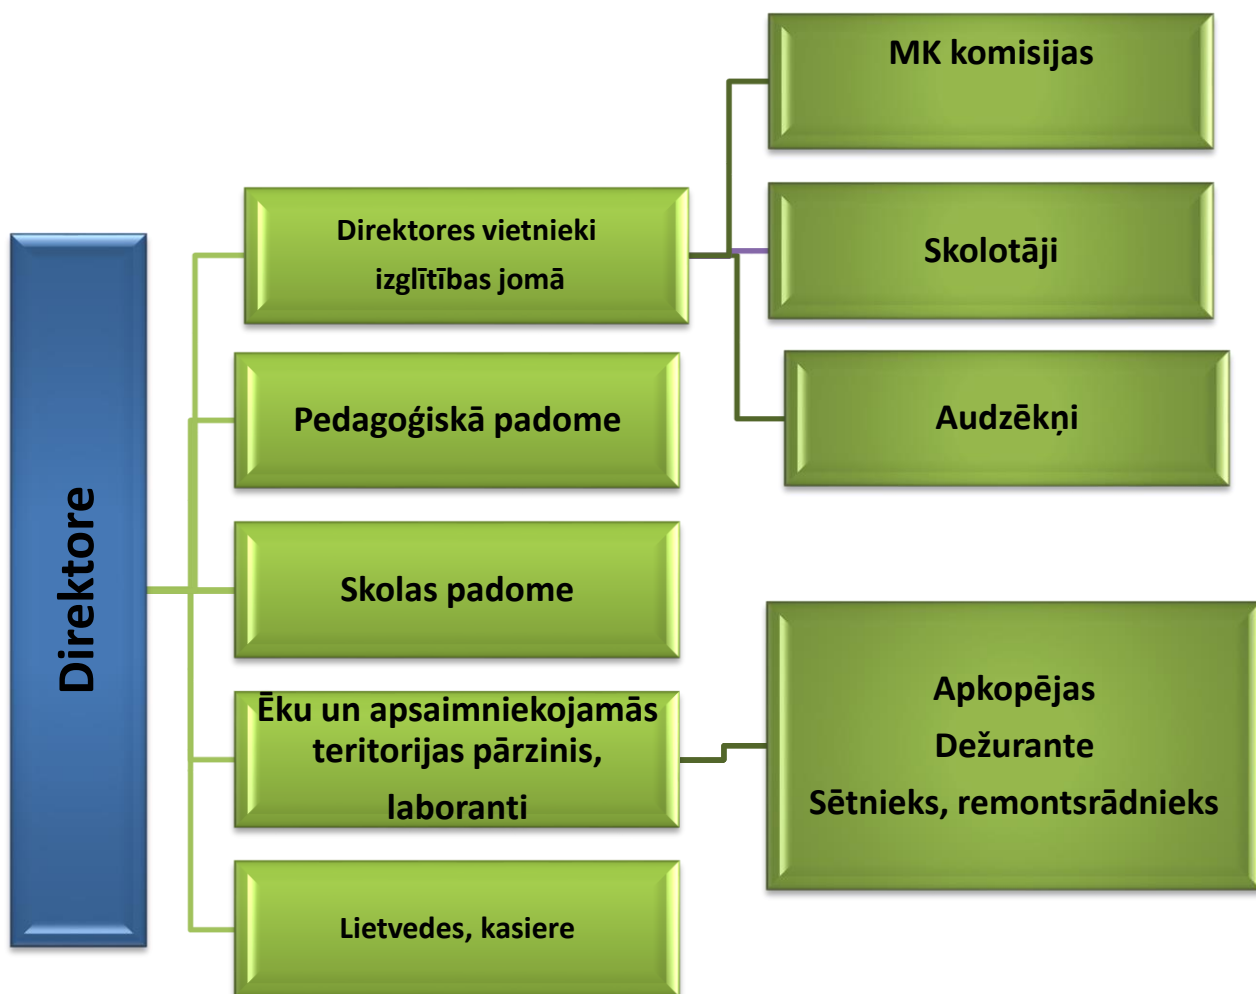 Direktore
Direktores vietnieki
izglītības jomā
Pedagoģiskā padome
Skolas padome
Ēku un apsaimniekojamās
teritorijas pārzinis,
laboranti
Lietvedes, kasiere
MK komisijas
Skolotāji
Audzēkņi
Apkopējas
Dežurante
Sētnieks, remontsrādnieks